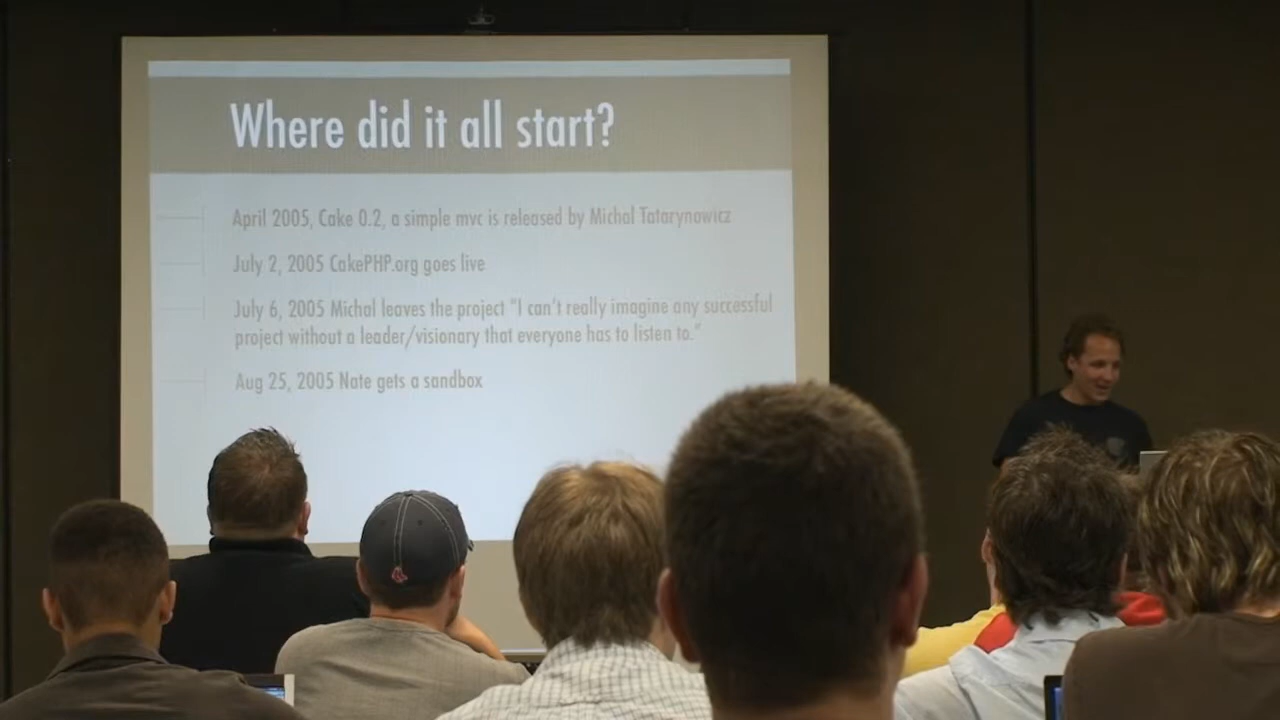 Where did it all start?
April 2005, Cake 0.2, a simple mvc is released by Michal Tatarynowicz
July 2, 2005 CakePHP.org goes live
July 6, 2005 Michal leaves the project "I can't really imagine any successful
project without a leader/visionary that everyone has to listen to."
Aug 25, 2005 Nate gets a sandbox